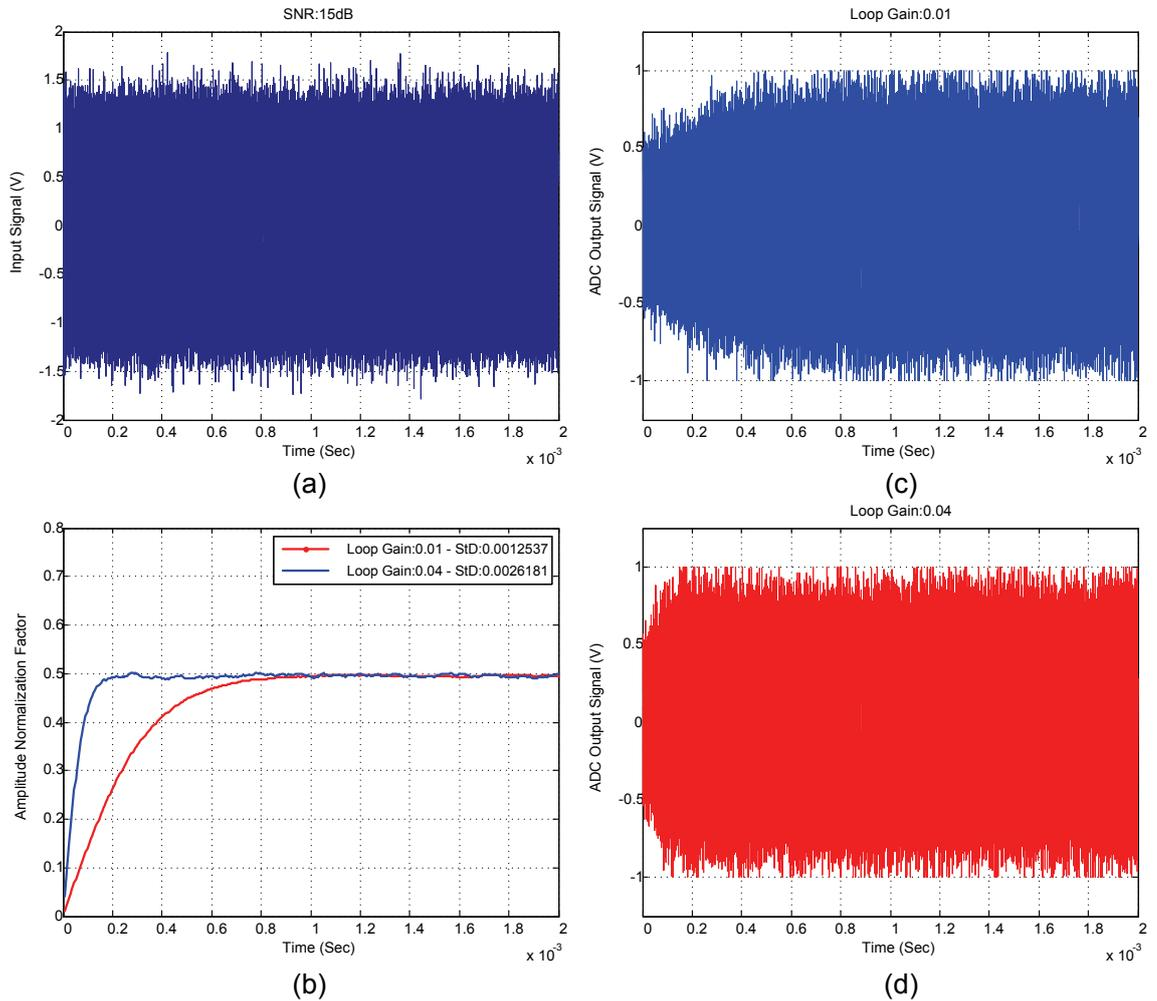 SNR:15dB
2
1.5
1
0.5
0
-0.5
-1
-1.5
-2
Input Signal (V)
0 0.2 0.4 0.6 0.8 1 1.2 1.4 1.6 1.8 2
Time (Sec)
x 10-3
(a)
Loop Gain:0.01
1
0.5
0
-0.5
-1
ADC Output Signal (V)
0 0.2 0.4 0.6 0.8 1 1.2 1.4 1.6 1.8 2
Time (Sec)
x 10-3
(c)
0.8
0.7
0.6
0.5
0.4
0.3
0.2
0.1
0
Amplitude Normalization Factor
Loop Gain:0.01 - StD:0.0012537
Loop Gain:0.04 - StD:0.0026181
0 0.2 0.4 0.6 0.8 1 1.2 1.4 1.6 1.8 2
Time (Sec)
x 10-3
(b)
Loop Gain:0.04
1
0.5
0
-0.5
-1
ADC Output Signal (V)
0 0.2 0.4 0.6 0.8 1 1.2 1.4 1.6 1.8 2
Time (Sec)
x 10-3
(d)